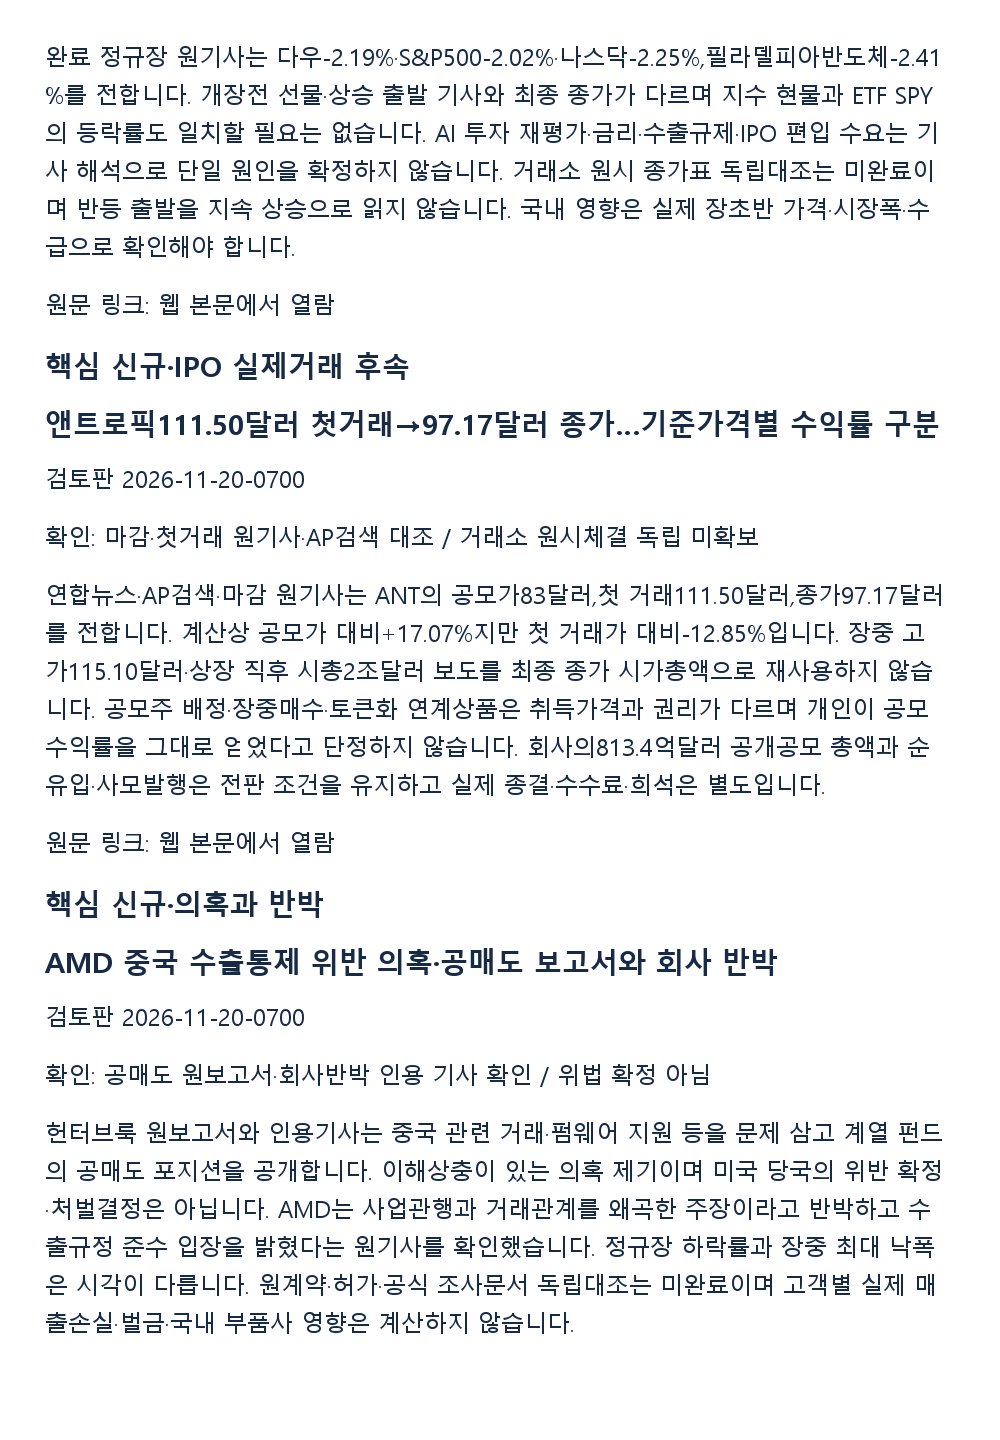 완료 정규장 원기사는 다우-2.19%·S&P500-2.02%·나스닥-2.25%,필라델피아반도체-2.41
%를 전합니다. 개장전 선물·상승 출발 기사와 최종 종가가 다르며 지수 현물과 ETF SPY
의 등락률도 일치할 필요는 없습니다. AI 투자 재평가·금리·수출규제·IPO 편입 수요는 기
사 해석으로 단일 원인을 확정하지 않습니다. 거래소 원시 종가표 독립대조는 미완료이
며 반등 출발을 지속 상승으로 읽지 않습니다. 국내 영향은 실제 장초반 가격·시장폭·수
급으로 확인해야 합니다.
원문 링크: 웹 본문에서 열람
핵심 신규·IPO 실제거래 후속
앤트로픽111.50달러 첫거래→97.17달러 종가…기준가격별 수익률 구분
검토판 2026-11-20-0700
확인: 마감·첫거래 원기사·AP검색 대조 / 거래소 원시체결 독립 미확보
연합뉴스·AP검색·마감 원기사는 ANT의 공모가83달러,첫 거래111.50달러,종가97.17달러
를 전합니다. 계산상 공모가 대비+17.07%지만 첫 거래가 대비-12.85%입니다. 장중 고
가115.10달러·상장 직후 시총2조달러 보도를 최종 종가 시가총액으로 재사용하지 않습
니다. 공모주 배정·장중매수·토큰화 연계상품은 취득가격과 권리가 다르며 개인이 공모
수익률을 그대로 얻었다고 단정하지 않습니다. 회사의813.4억달러 공개공모 총액과 순
유입·사모발행은 전판 조건을 유지하고 실제 종결·수수료·희석은 별도입니다.
원문 링크: 웹 본문에서 열람
핵심 신규·의혹과 반박
AMD 중국 수출통제 위반 의혹·공매도 보고서와 회사 반박
검토판 2026-11-20-0700
확인: 공매도 원보고서·회사반박 인용 기사 확인 / 위법 확정 아님
헌터브룩 원보고서와 인용기사는 중국 관련 거래·펌웨어 지원 등을 문제 삼고 계열 펀드
의 공매도 포지션을 공개합니다. 이해상충이 있는 의혹 제기이며 미국 당국의 위반 확정
·처벌결정은 아닙니다. AMD는 사업관행과 거래관계를 왜곡한 주장이라고 반박하고 수
출규정 준수 입장을 밝혔다는 원기사를 확인했습니다. 정규장 하락률과 장중 최대 낙폭
은 시각이 다릅니다. 원계약·허가·공식 조사문서 독립대조는 미완료이며 고객별 실제 매
출손실·벌금·국내 부품사 영향은 계산하지 않습니다.